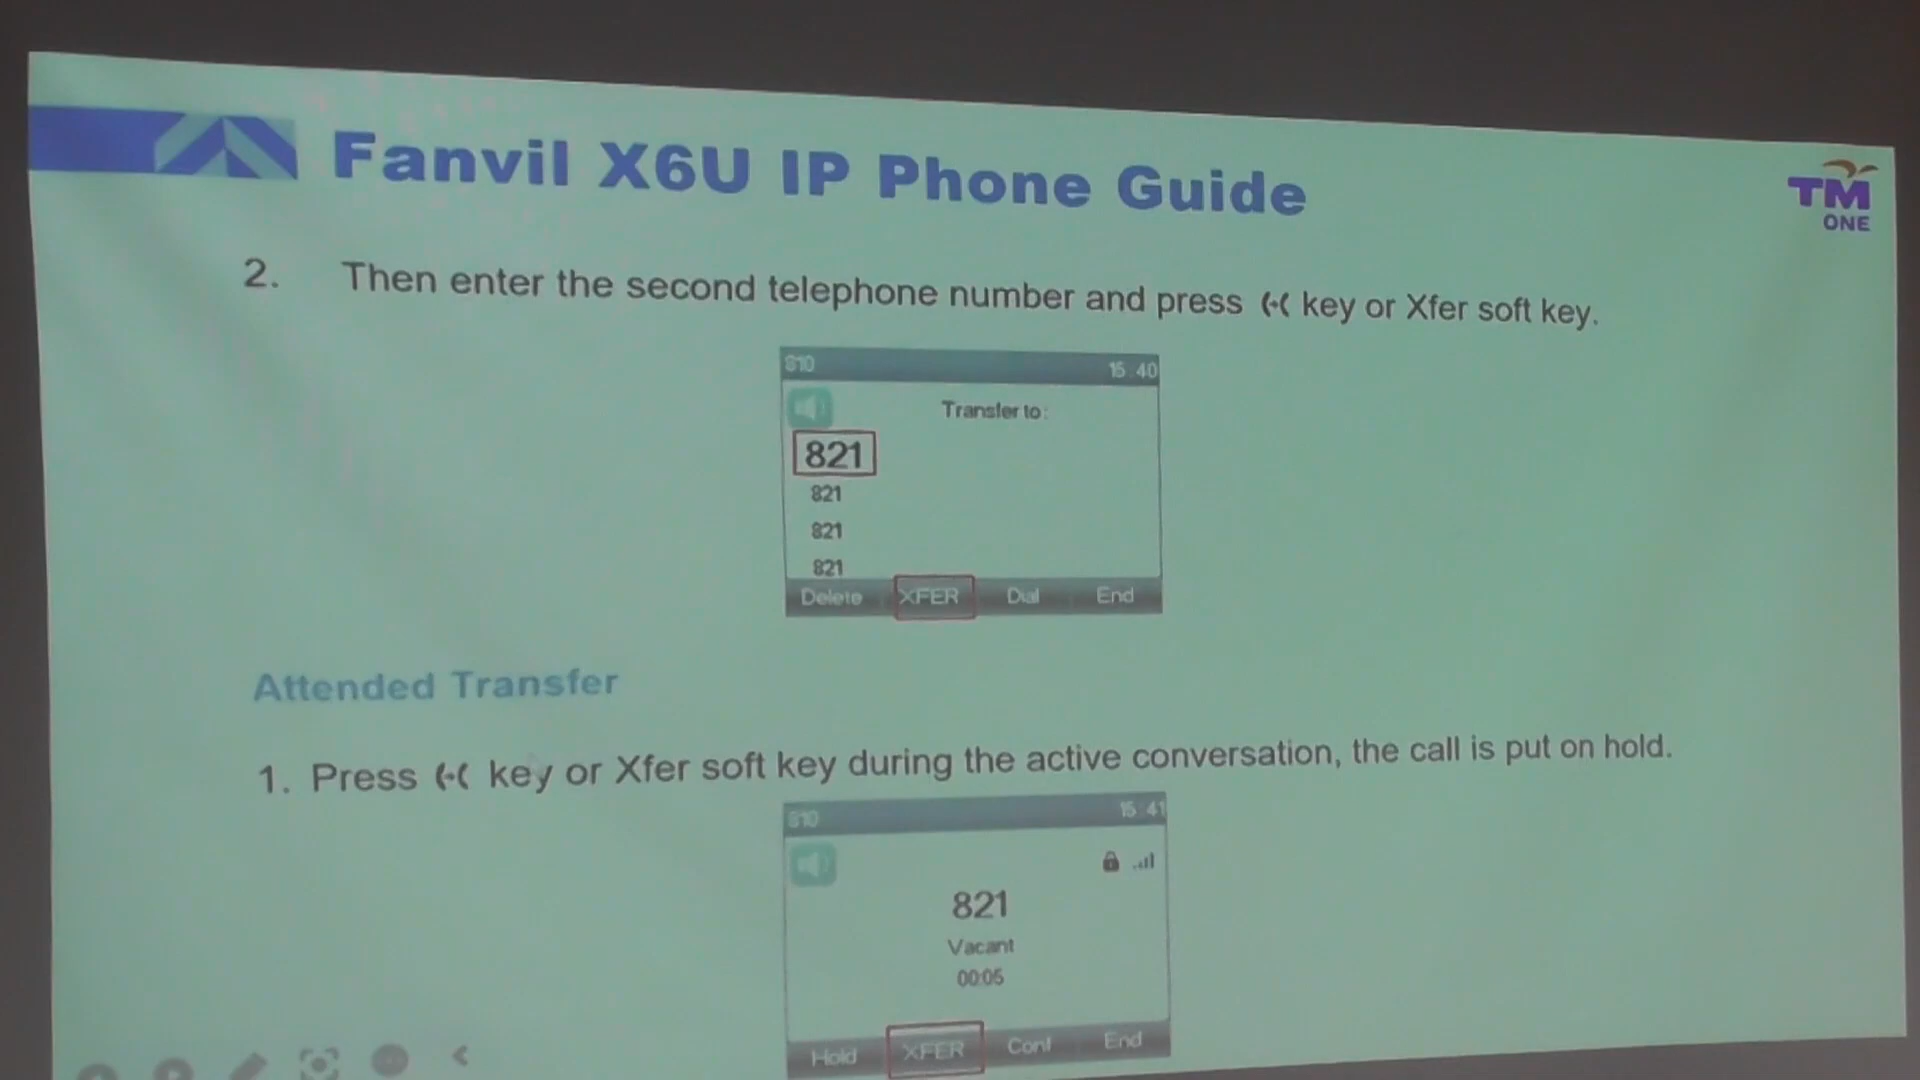 Fanvil X6U IP Phone Guide
TM
ONE
2. Then enter the second telephone number and press key or Xfer soft key.
810 15 40
Transfer to:
821
821
821
821
Delete XFER Dial End
Attended Transfer
1. Press key or Xfer soft key during the active conversation, the call is put on hold.
810 15 41
821
Vacant
00:05
Hold XFER Conf End